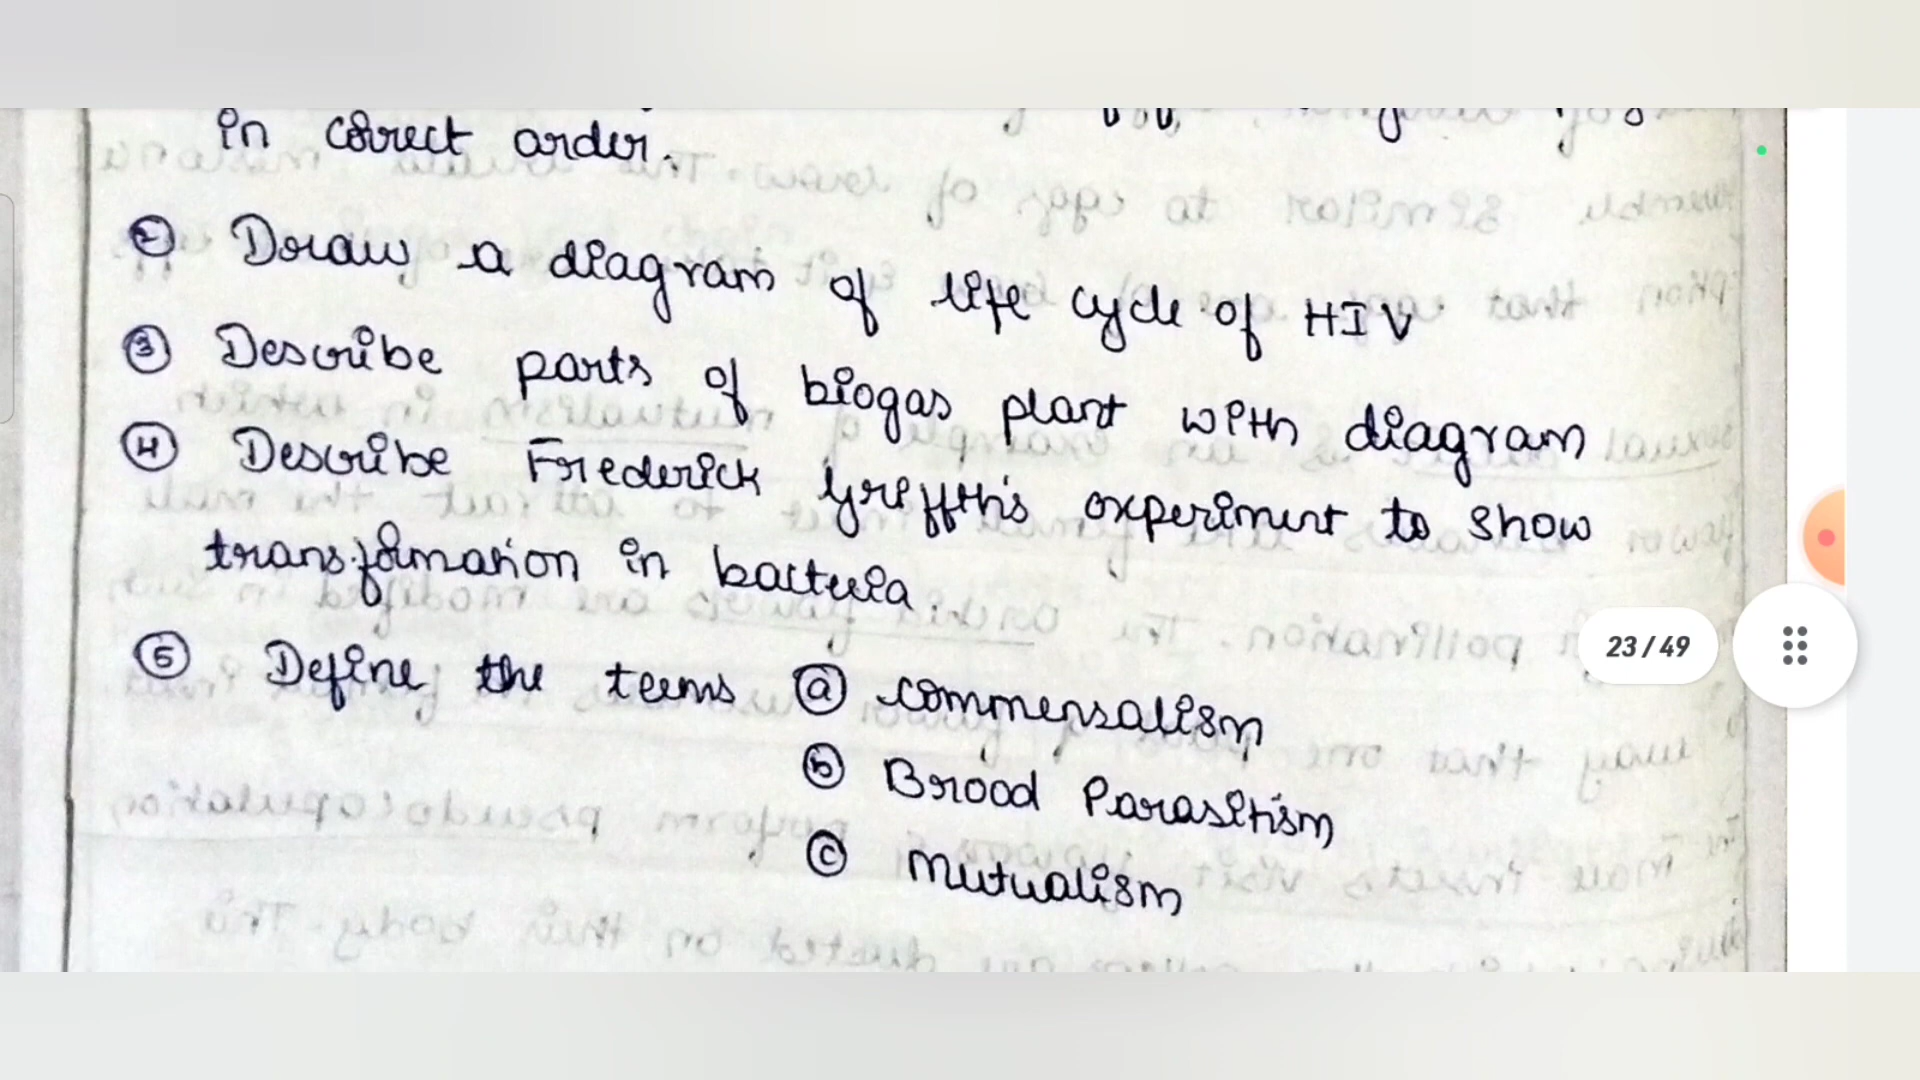 in correct order.
② Draw a diagram of life cycle of HIV
③ Describe parts of biogas plant with diagram
④ Describe Frederick Griffith's experiment to show
transformation in bacteria.
⑤ Define the terms ⓐ commensalism
ⓑ Brood Parasitism
ⓒ Mutualism
23 / 49